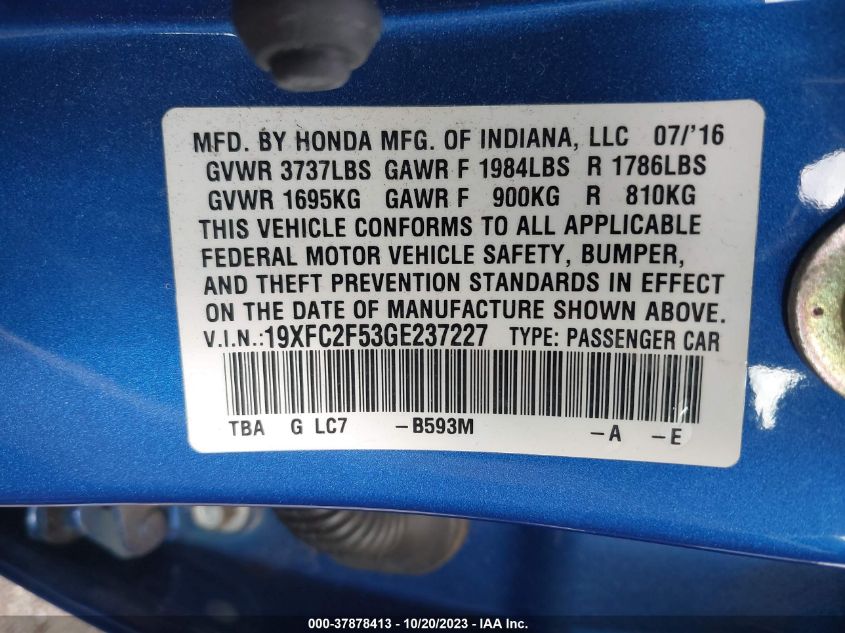 MFD. BY HONDA MFG. OF INDIANA, LLC 07/'16
GVWR 3737LBS GAWR F 1984LBS R 1786LBS
GVWR 1695KG GAWR F 900KG R 810KG
THIS VEHICLE CONFORMS TO ALL APPLICABLE
FEDERAL MOTOR VEHICLE SAFETY, BUMPER,
AND THEFT PREVENTION STANDARDS IN EFFECT
ON THE DATE OF MANUFACTURE SHOWN ABOVE.
V.I.N.:19XFC2F53GE237227 TYPE: PASSENGER CAR
TBA G LC7 -B593M -A -E
000-37878413 - 10/20/2023 - IAA Inc.